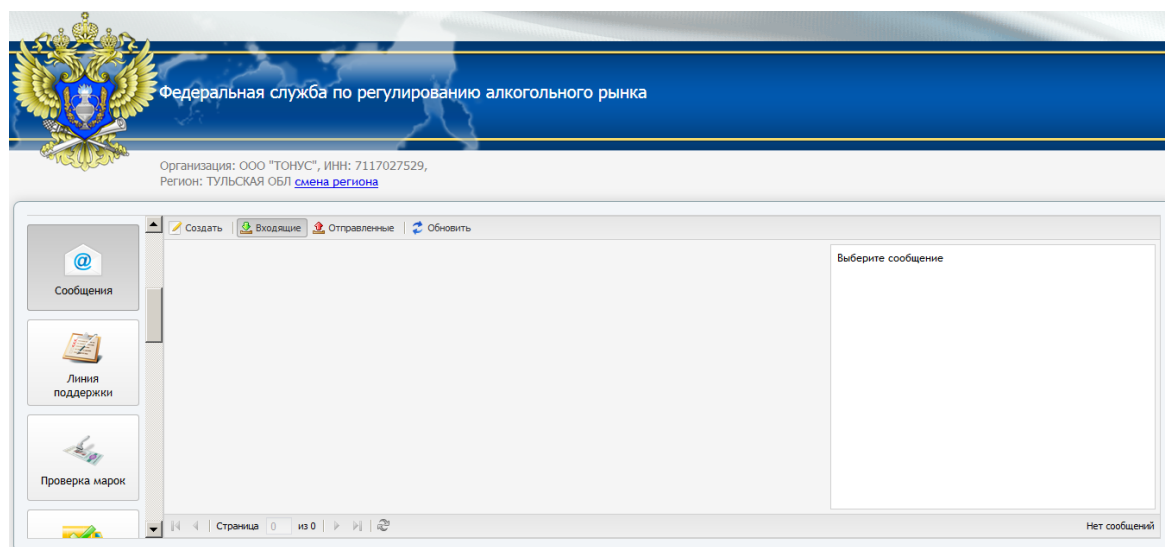 Федеральная служба по регулированию алкогольного рынка
Организация: ООО "ТОНУС", ИНН: 7117027529,
Регион: ТУЛЬСКАЯ ОБЛ смена региона
Создать Входящие Отправленные Обновить
Выберите сообщение
@
Сообщения
Линия
поддержки
Проверка марок
Страница 0 из 0
Нет сообщений